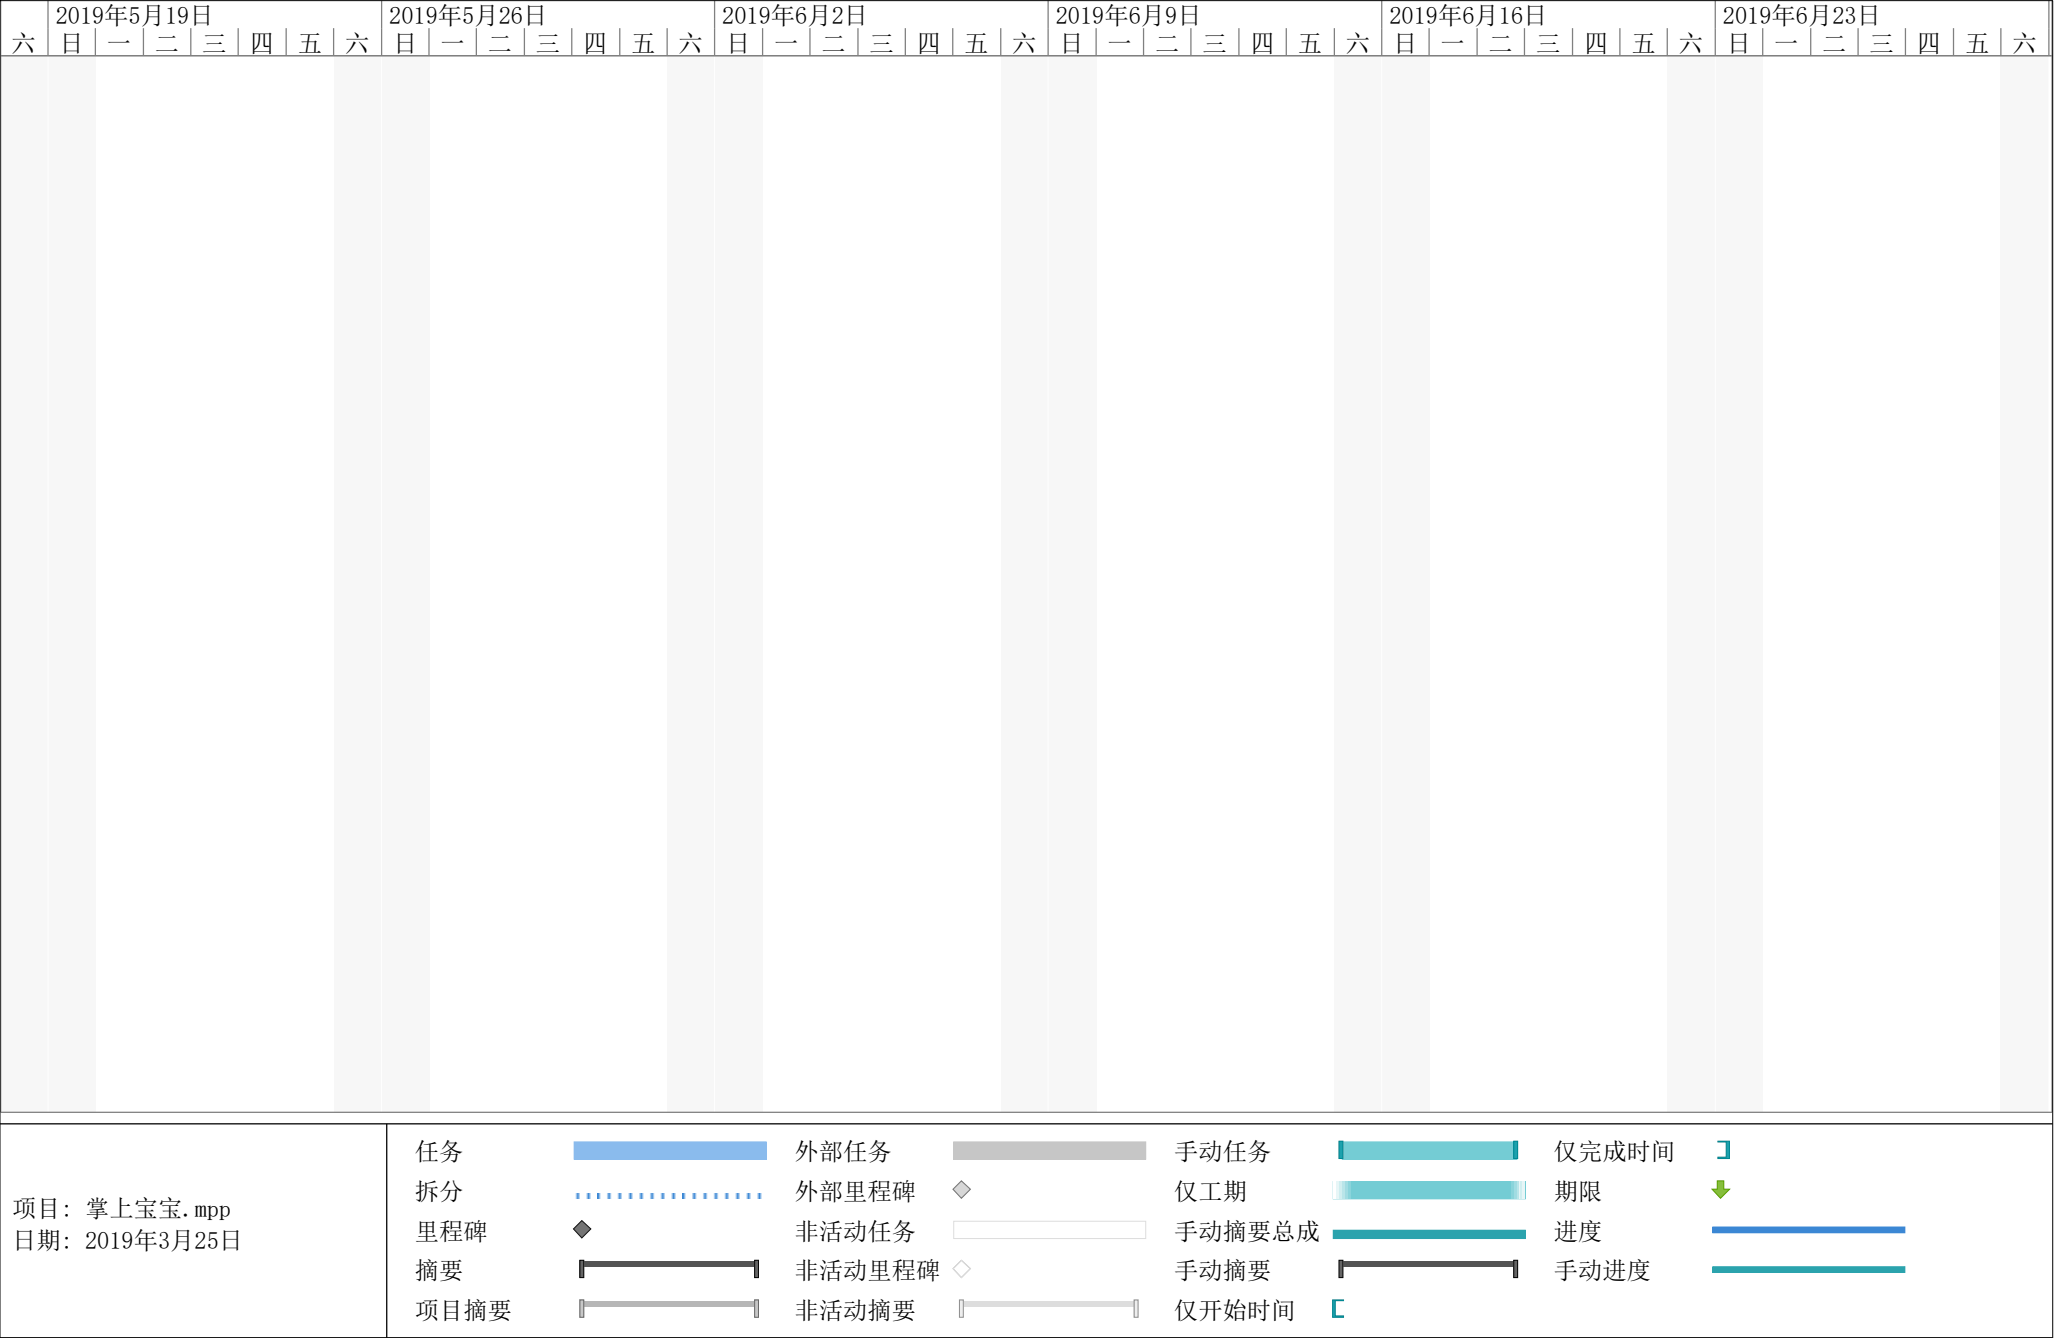 2019年5月19日 2019年5月26日 2019年6月2日 2019年6月9日 2019年6月16日 2019年6月23日
六 日 一 二 三 四 五 六 日 一 二 三 四 五 六 日 一 二 三 四 五 六 日 一 二 三 四 五 六 日 一 二 三 四 五 六 日 一 二 三 四 五 六
项目: 掌上宝宝.mpp
日期: 2019年3月25日
任务
拆分
里程碑
摘要
项目摘要
外部任务
外部里程碑
非活动任务
非活动里程碑
非活动摘要
手动任务
仅工期
手动摘要总成
手动摘要
仅开始时间
仅完成时间
期限
进度
手动进度